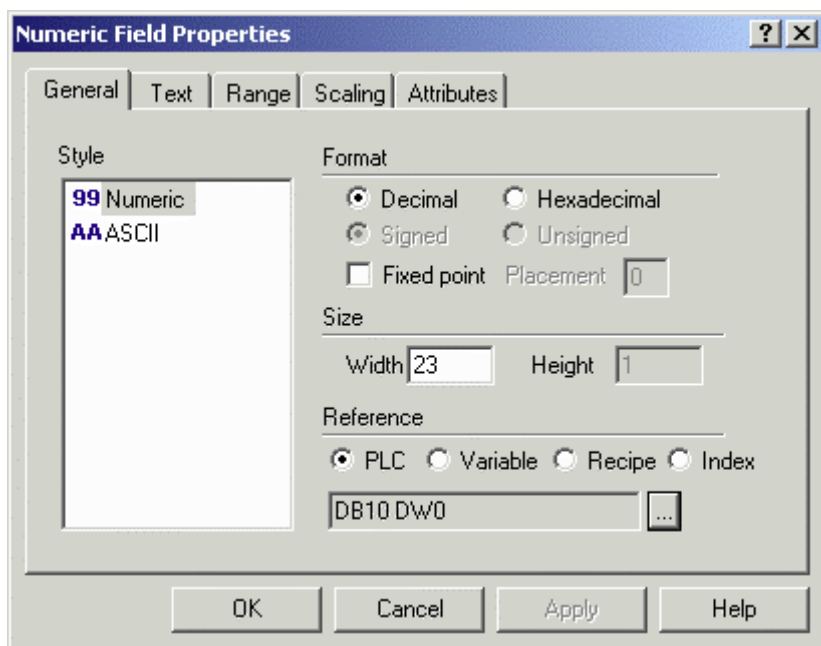 Numeric Field Properties
General Text Range Scaling Attributes
Style
99 Numeric
AA ASCII
Format
Decimal Hexadecimal
Signed Unsigned
Fixed point Placement 0
Size
Width 23 Height 1
Reference
PLC Variable Recipe Index
DB10 DW0 ...
OK Cancel Apply Help